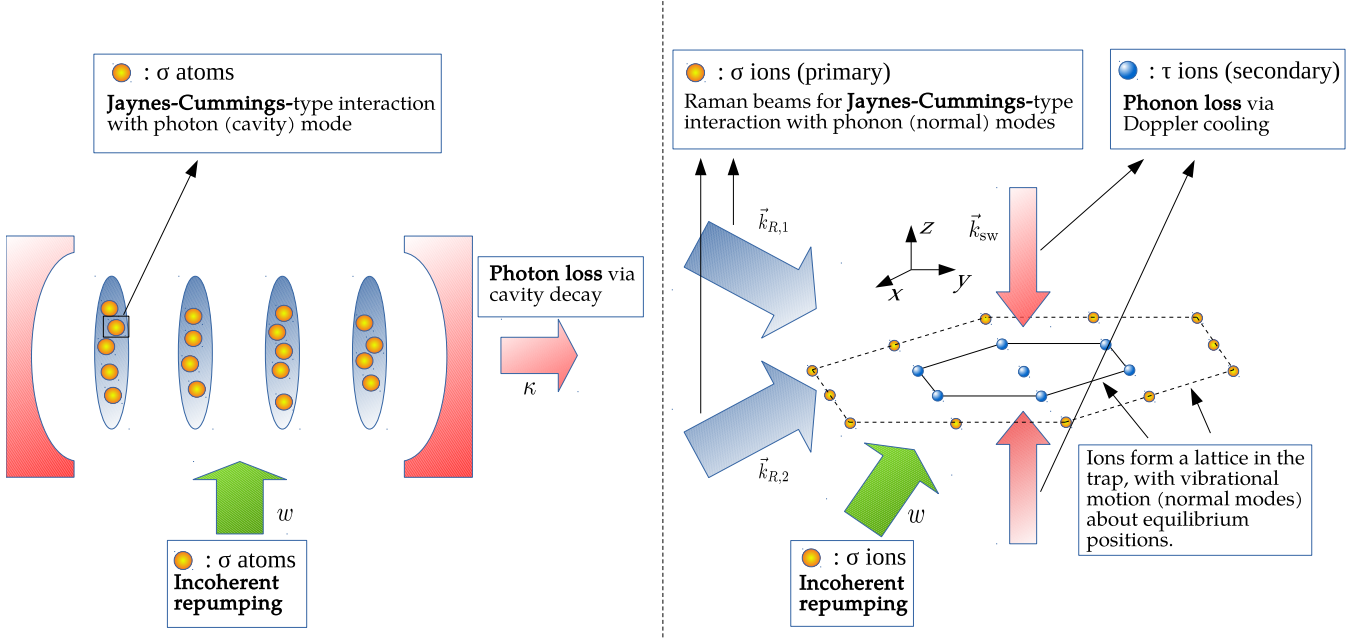 : σ atoms
Jaynes-Cummings-type interaction
with photon (cavity) mode
Photon loss via
cavity decay
κ
w
: σ atoms
Incoherent
repumping
: σ ions (primary)
Raman beams for Jaynes-Cummings-type
interaction with phonon (normal) modes
: τ ions (secondary)
Phonon loss via
Doppler cooling
k⃗_{R,1}
z
y
x
k⃗_{sw}
k⃗_{R,2}
w
Ions form a lattice in the
trap, with vibrational
motion (normal modes)
about equilibrium
positions.
: σ ions
Incoherent
repumping